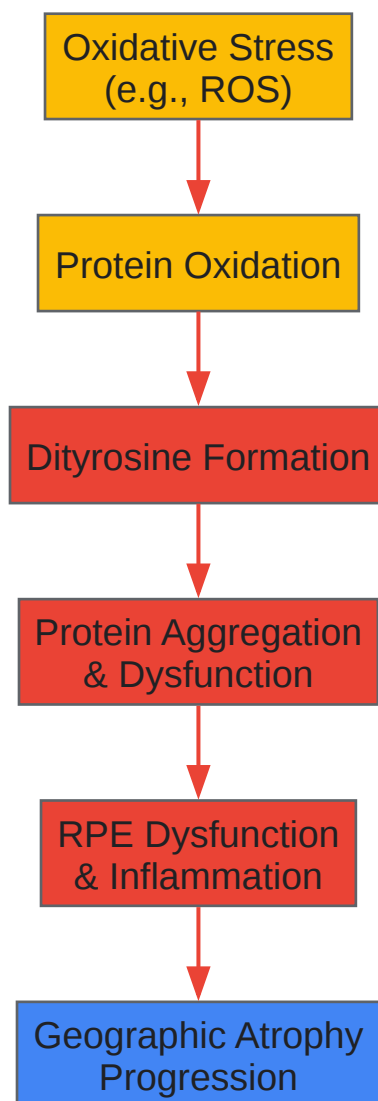 Oxidative Stress
(e.g., ROS)
Protein Oxidation
Dityrosine Formation
Protein Aggregation
& Dysfunction
RPE Dysfunction
& Inflammation
Geographic Atrophy
Progression